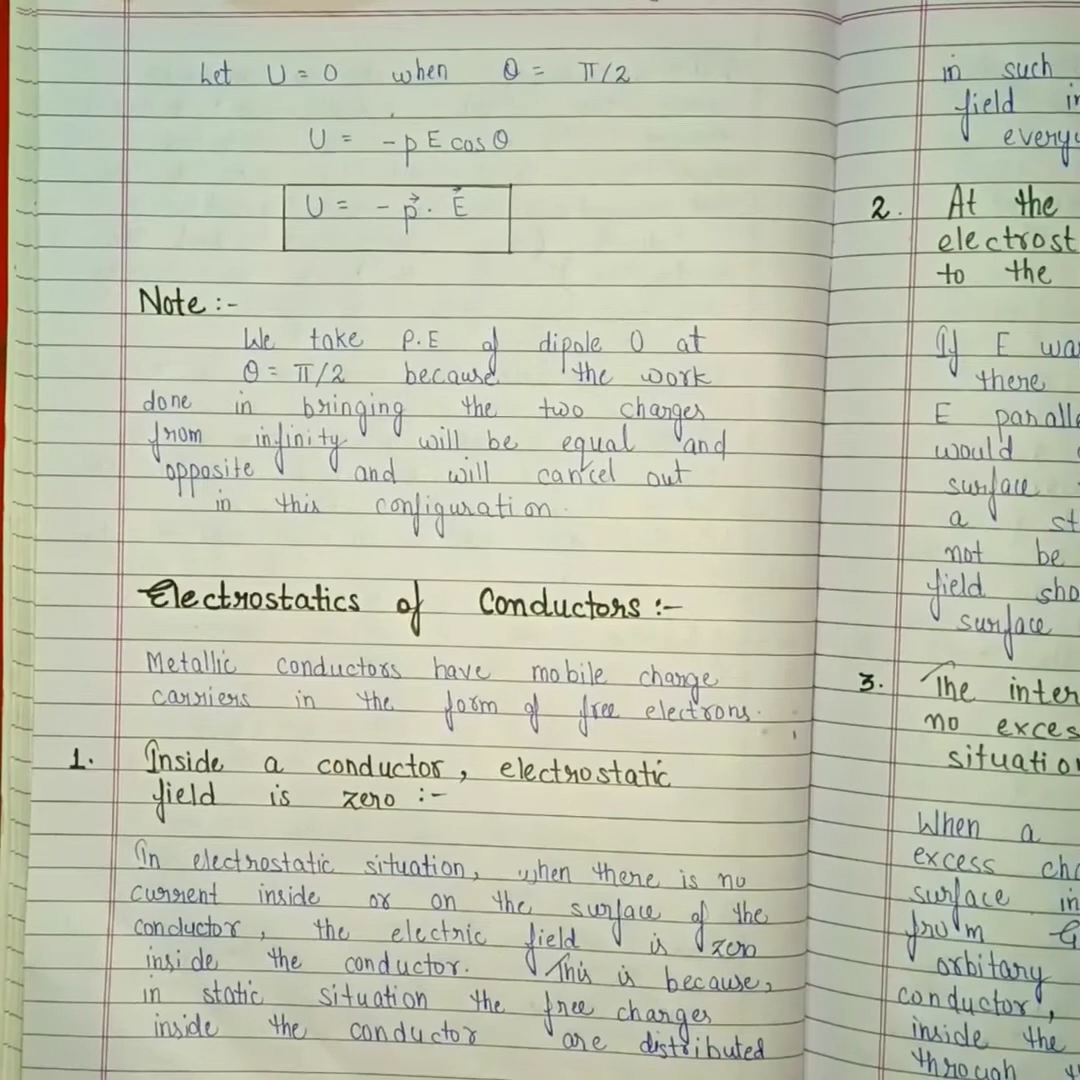 Let U = 0 when θ = π/2
U = -pE cosθ
U = - p⃗ . E⃗
Note :-
We take P.E of dipole 0 at
θ = π/2 because the work
done in bringing the two charges
from infinity will be equal and
opposite and will cancel out
in this configuration.
Electrostatics of Conductors :-
Metallic conductors have mobile charge
carriers in the form of free electrons.
1. Inside a conductor, electrostatic
field is zero :-
In electrostatic situation, when there is no
current inside or on the surface of the
conductor, the electric field is zero
inside the conductor. This is because,
in static situation the free charges
inside the conductor are distributed
in such
field in
every
2. At the
electrost
to the
If E wa
there
E paralle
would
surface
a st
not be
field sho
surface
3. The inter
no exces
situation
When a
excess cha
surface in
from G
orbitary
conductor,
inside the
through